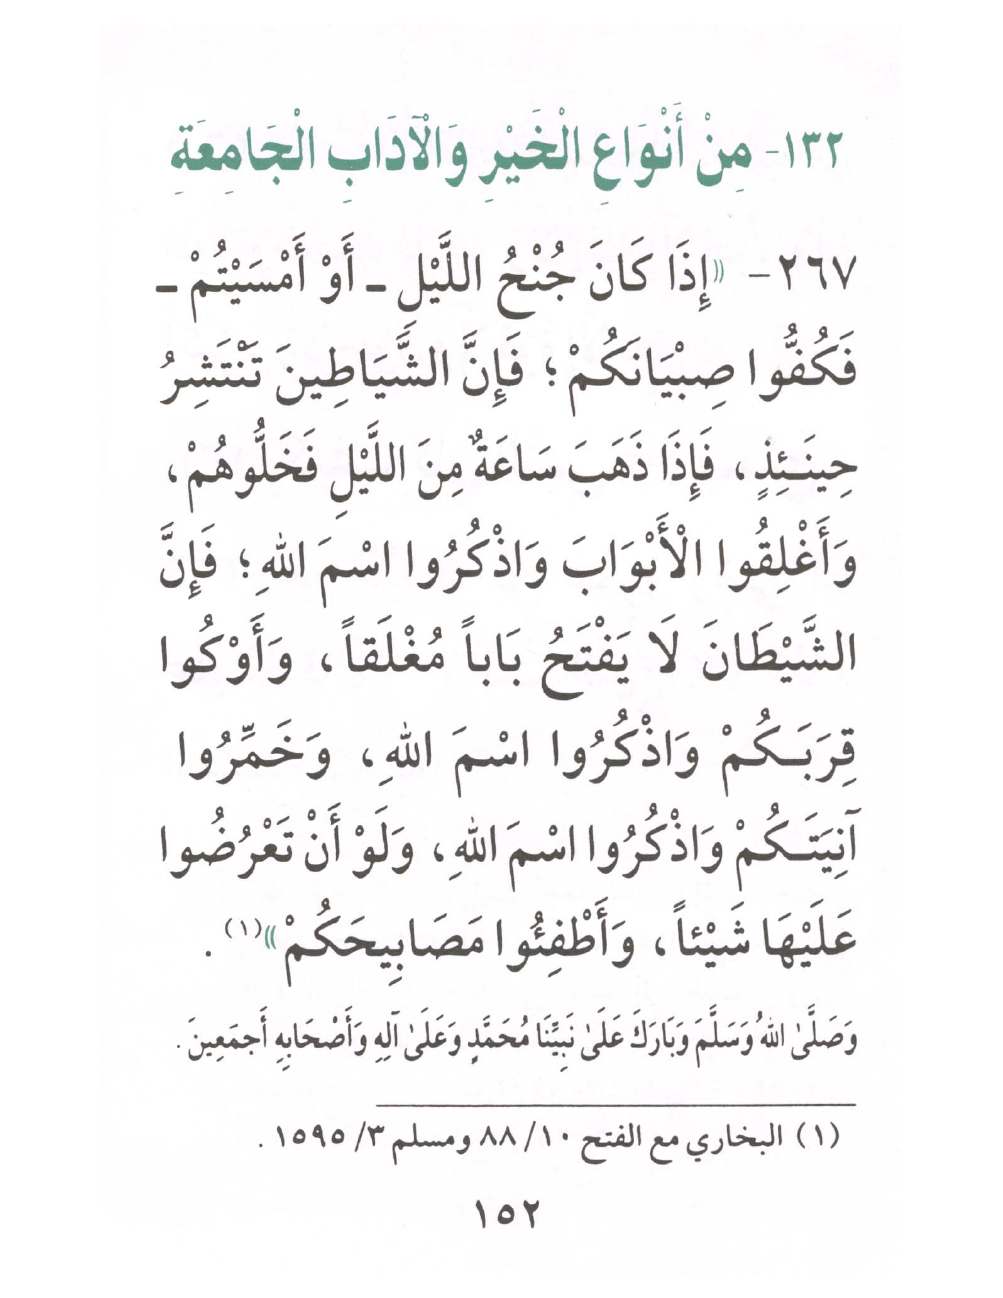 ١٣٢- مِنْ أَنْوَاعِ الْخَيْرِ وَالْآدَابِ الْجَامِعَةِ
٢٦٧- «إِذَا كَانَ جُنْحُ اللَّيْلِ - أَوْ أَمْسَيْتُمْ -
فَكُفُّوا صِبْيَانَكُمْ؛ فَإِنَّ الشَّيَاطِينَ تَنْتَشِرُ
حِينَئِذٍ، فَإِذَا ذَهَبَ سَاعَةٌ مِنَ اللَّيْلِ فَخَلُّوهُمْ،
وَأَغْلِقُوا الْأَبْوَابَ وَاذْكُرُوا اسْمَ اللهِ؛ فَإِنَّ
الشَّيْطَانَ لَا يَفْتَحُ بَاباً مُغْلَقاً، وَأَوْكُوا
قِرَبَكُمْ وَاذْكُرُوا اسْمَ اللهِ، وَخَمِّرُوا
آنِيَتَكُمْ وَاذْكُرُوا اسْمَ اللهِ، وَلَوْ أَنْ تَعْرُضُوا
عَلَيْهَا شَيْئاً، وَأَطْفِئُوا مَصَابِيحَكُمْ»(١).
وَصَلَّىٰ اللهُ وَسَلَّمَ وَبَارَكَ عَلَىٰ نَبِيِّنَا مُحَمَّدٍ وَعَلَىٰ آلِهِ وَأَصْحَابِهِ أَجمَعِينَ.
(١) البخاري مع الفتح ١٠/ ٨٨ ومسلم ٣/ ١٥٩٥.
١٥٢